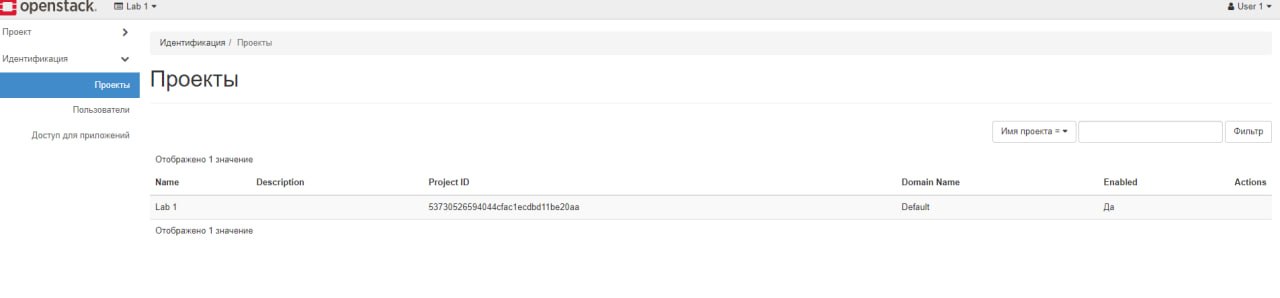 openstack. Lab 1 User 1
Проект
Идентификация
Проекты
Пользователи
Доступ для приложений
Идентификация / Проекты
Проекты
Имя проекта = Фильтр
Отображено 1 значение
Name Description Project ID Domain Name Enabled Actions
Lab 1 53730526594044cfac1ecdbd11be20aa Default Да
Отображено 1 значение